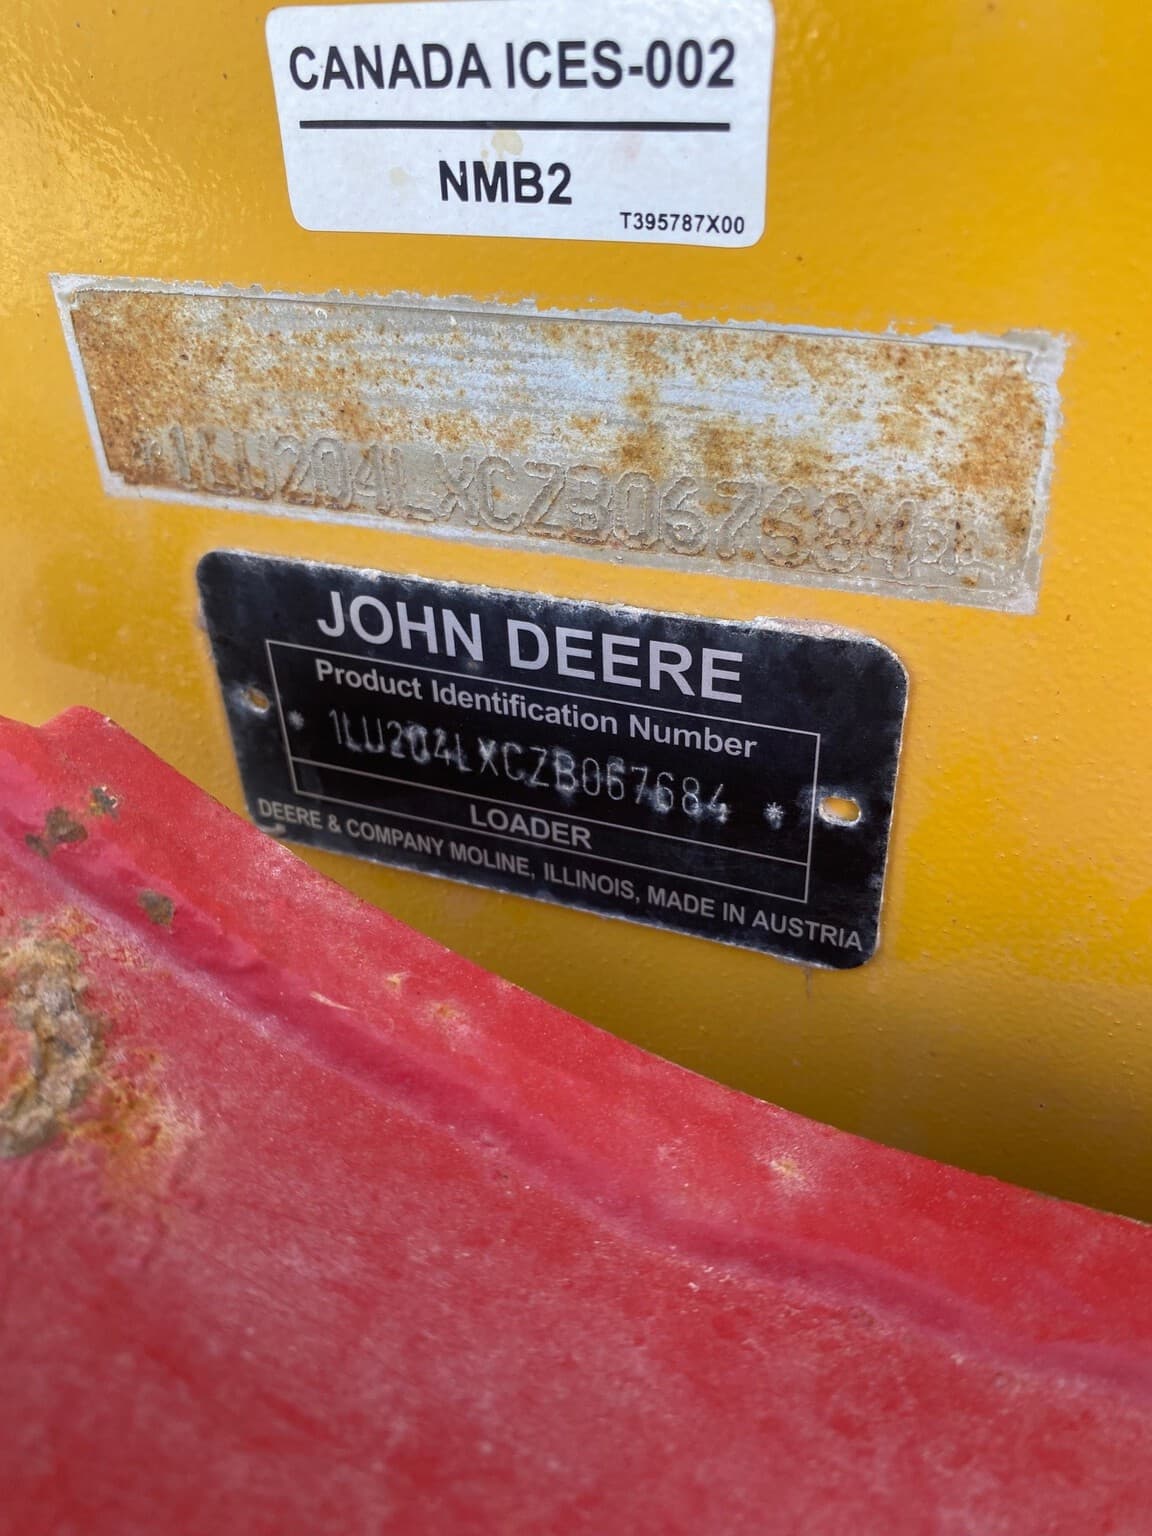 CANADA ICES-002
NMB2
T395787X00
*1LU204LXCZB067684*
JOHN DEERE
Product Identification Number
* 1LU204LXCZB067684 *
LOADER
DEERE & COMPANY MOLINE, ILLINOIS, MADE IN AUSTRIA